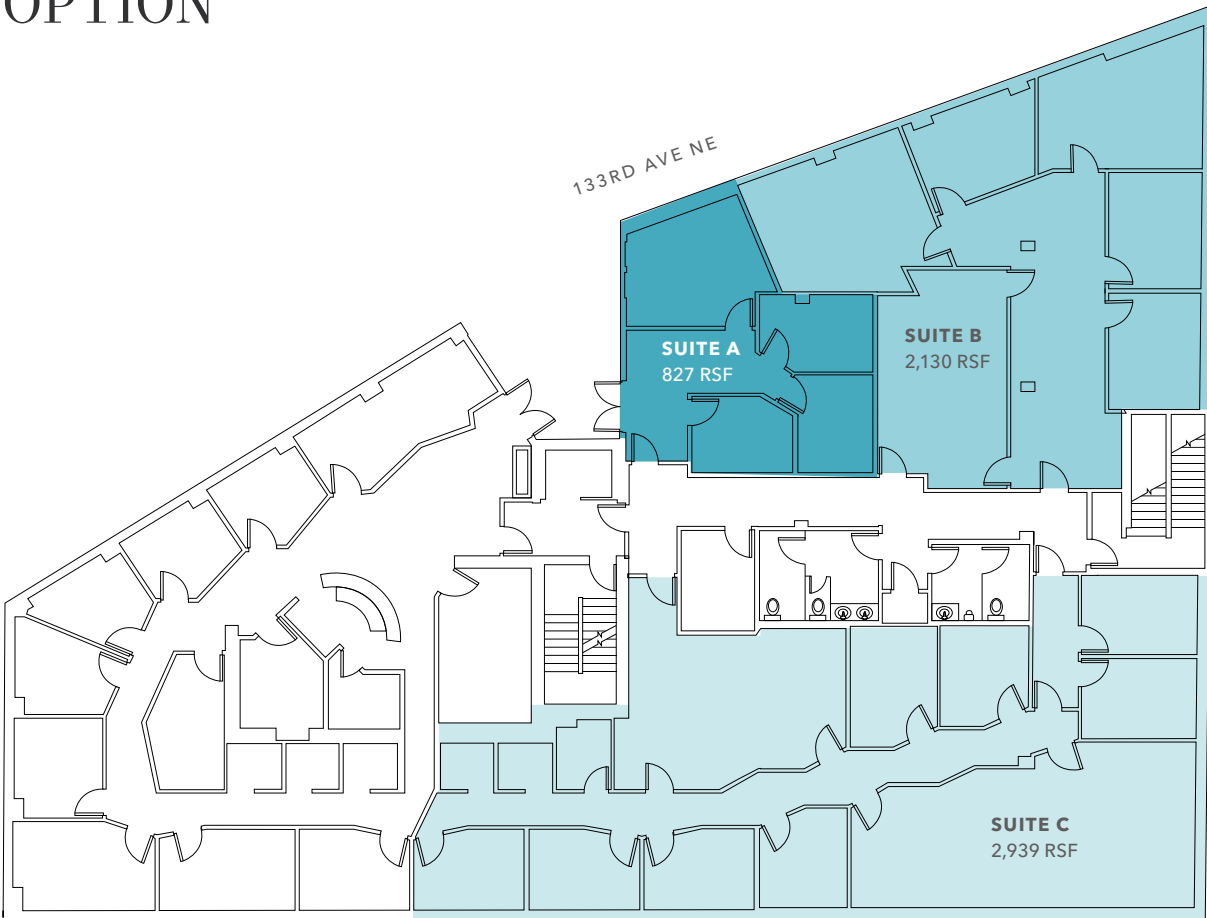 OPTION
133RD AVE NE
SUITE A
827 RSF
SUITE B
2,130 RSF
SUITE C
2,939 RSF
N
N
N